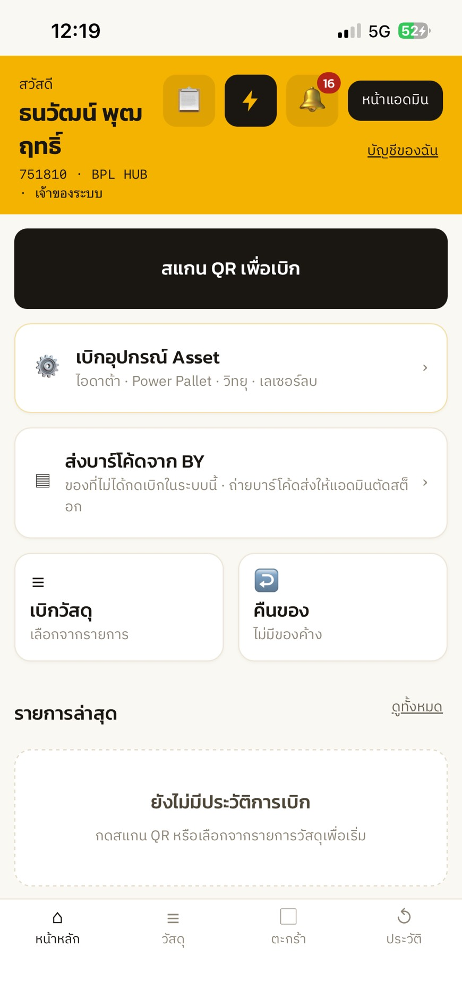 12:19
5G 52
สวัสดี
ธนวัฒน์ พุฒ
ฤทธิ์
751810 · BPL HUB
· เจ้าของระบบ
16
หน้าแอดมิน
บัญชีของฉัน
สแกน QR เพื่อเบิก
เบิกอุปกรณ์ Asset
ไอดาต้า · Power Pallet · วิทยุ · เลเซอร์ลบ
ส่งบาร์โค้ดจาก BY
ของที่ไม่ได้กดเบิกในระบบนี้ · ถ่ายบาร์โค้ดส่งให้แอดมินตัดสต็
อก
เบิกวัสดุ
เลือกจากรายการ
คืนของ
ไม่มีของค้าง
รายการล่าสุด
ดูทั้งหมด
ยังไม่มีประวัติการเบิก
กดสแกน QR หรือเลือกจากรายการวัสดุเพื่อเริ่ม
หน้าหลัก
วัสดุ
ตะกร้า
ประวัติ